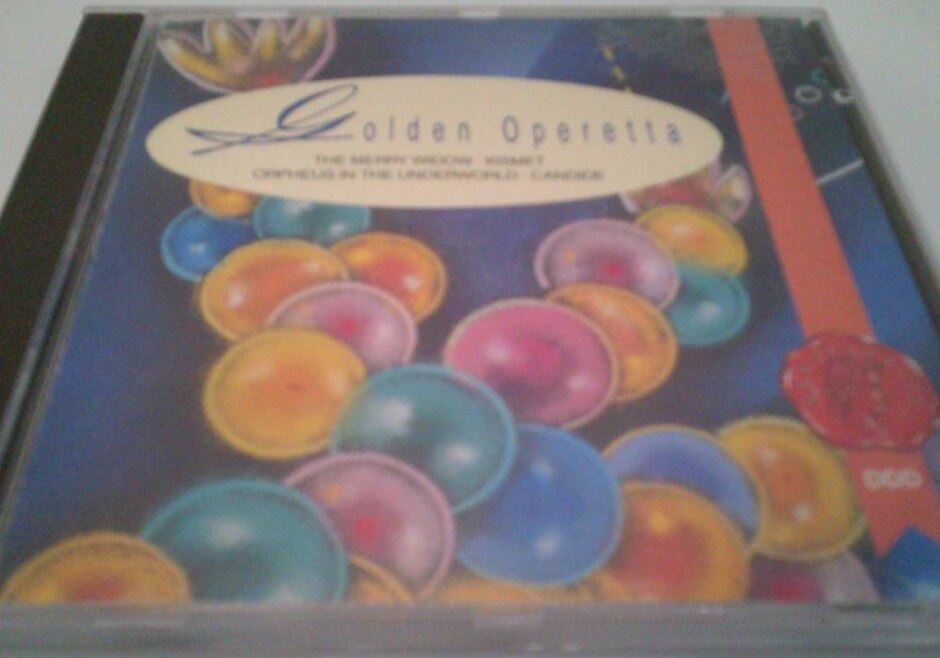 Golden Operetta
THE MERRY WIDOW · KISMET
ORPHEUS IN THE UNDERWORLD · CANDIDE
DDD